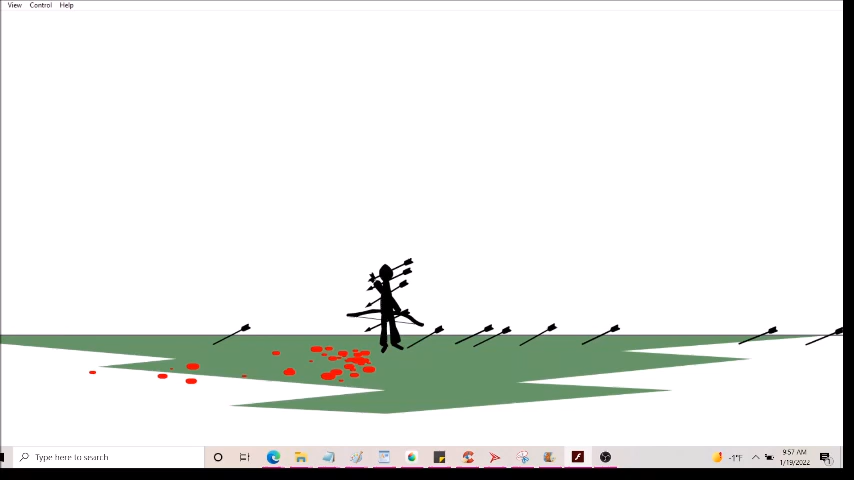 View Control Help
Type here to search
-1°F
9:57 AM
1/19/2022